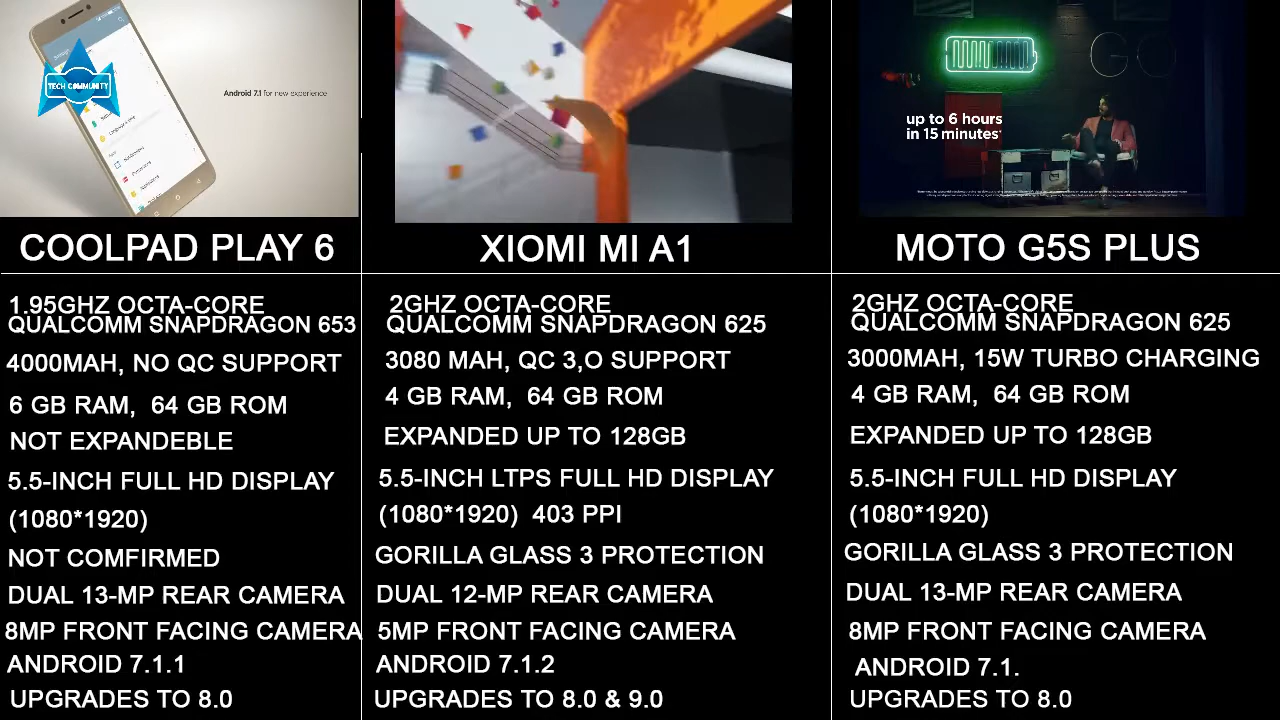 TECH COMMUNITY
Android 7.1 for new experience
GO
up to 6 hours
in 15 minutes*
COOLPAD PLAY 6
1.95GHZ OCTA-CORE
QUALCOMM SNAPDRAGON 653
4000MAH, NO QC SUPPORT
6 GB RAM, 64 GB ROM
NOT EXPANDEBLE
5.5-INCH FULL HD DISPLAY
(1080*1920)
NOT COMFIRMED
DUAL 13-MP REAR CAMERA
8MP FRONT FACING CAMERA
ANDROID 7.1.1
UPGRADES TO 8.0
XIOMI MI A1
2GHZ OCTA-CORE
QUALCOMM SNAPDRAGON 625
3080 MAH, QC 3,O SUPPORT
4 GB RAM, 64 GB ROM
EXPANDED UP TO 128GB
5.5-INCH LTPS FULL HD DISPLAY
(1080*1920) 403 PPI
GORILLA GLASS 3 PROTECTION
DUAL 12-MP REAR CAMERA
5MP FRONT FACING CAMERA
ANDROID 7.1.2
UPGRADES TO 8.0 & 9.0
MOTO G5S PLUS
2GHZ OCTA-CORE
QUALCOMM SNAPDRAGON 625
3000MAH, 15W TURBO CHARGING
4 GB RAM, 64 GB ROM
EXPANDED UP TO 128GB
5.5-INCH FULL HD DISPLAY
(1080*1920)
GORILLA GLASS 3 PROTECTION
DUAL 13-MP REAR CAMERA
8MP FRONT FACING CAMERA
ANDROID 7.1.
UPGRADES TO 8.0